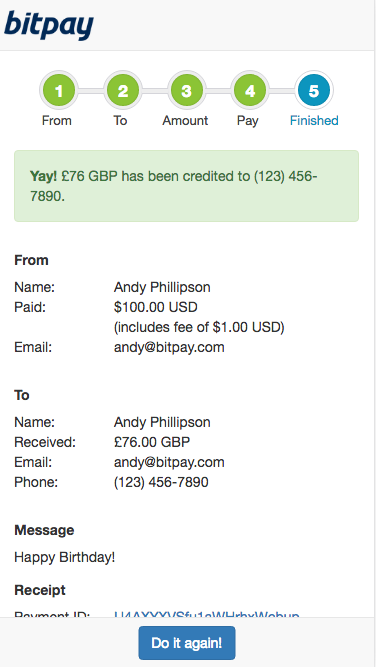 bitpay
1 2 3 4 5
From To Amount Pay Finished
Yay! £76 GBP has been credited to (123) 456-
7890.
From
Name: Andy Phillipson
Paid: $100.00 USD
(includes fee of $1.00 USD)
Email: andy@bitpay.com
To
Name: Andy Phillipson
Received: £76.00 GBP
Email: andy@bitpay.com
Phone: (123) 456-7890
Message
Happy Birthday!
Receipt
Payment ID:
Do it again!